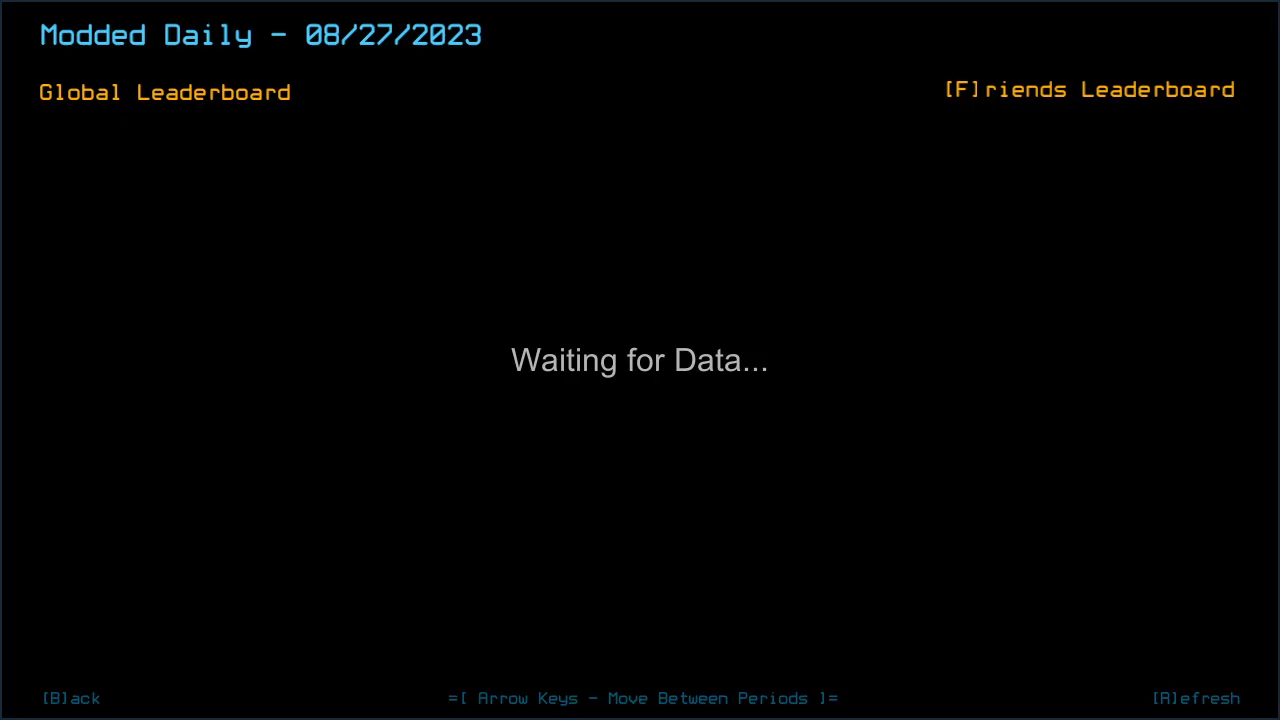 Modded Daily - 08/27/2023
Global Leaderboard
[F]riends Leaderboard
Waiting for Data...
[B]ack
=[ Arrow Keys - Move Between Periods ]=
[R]efresh